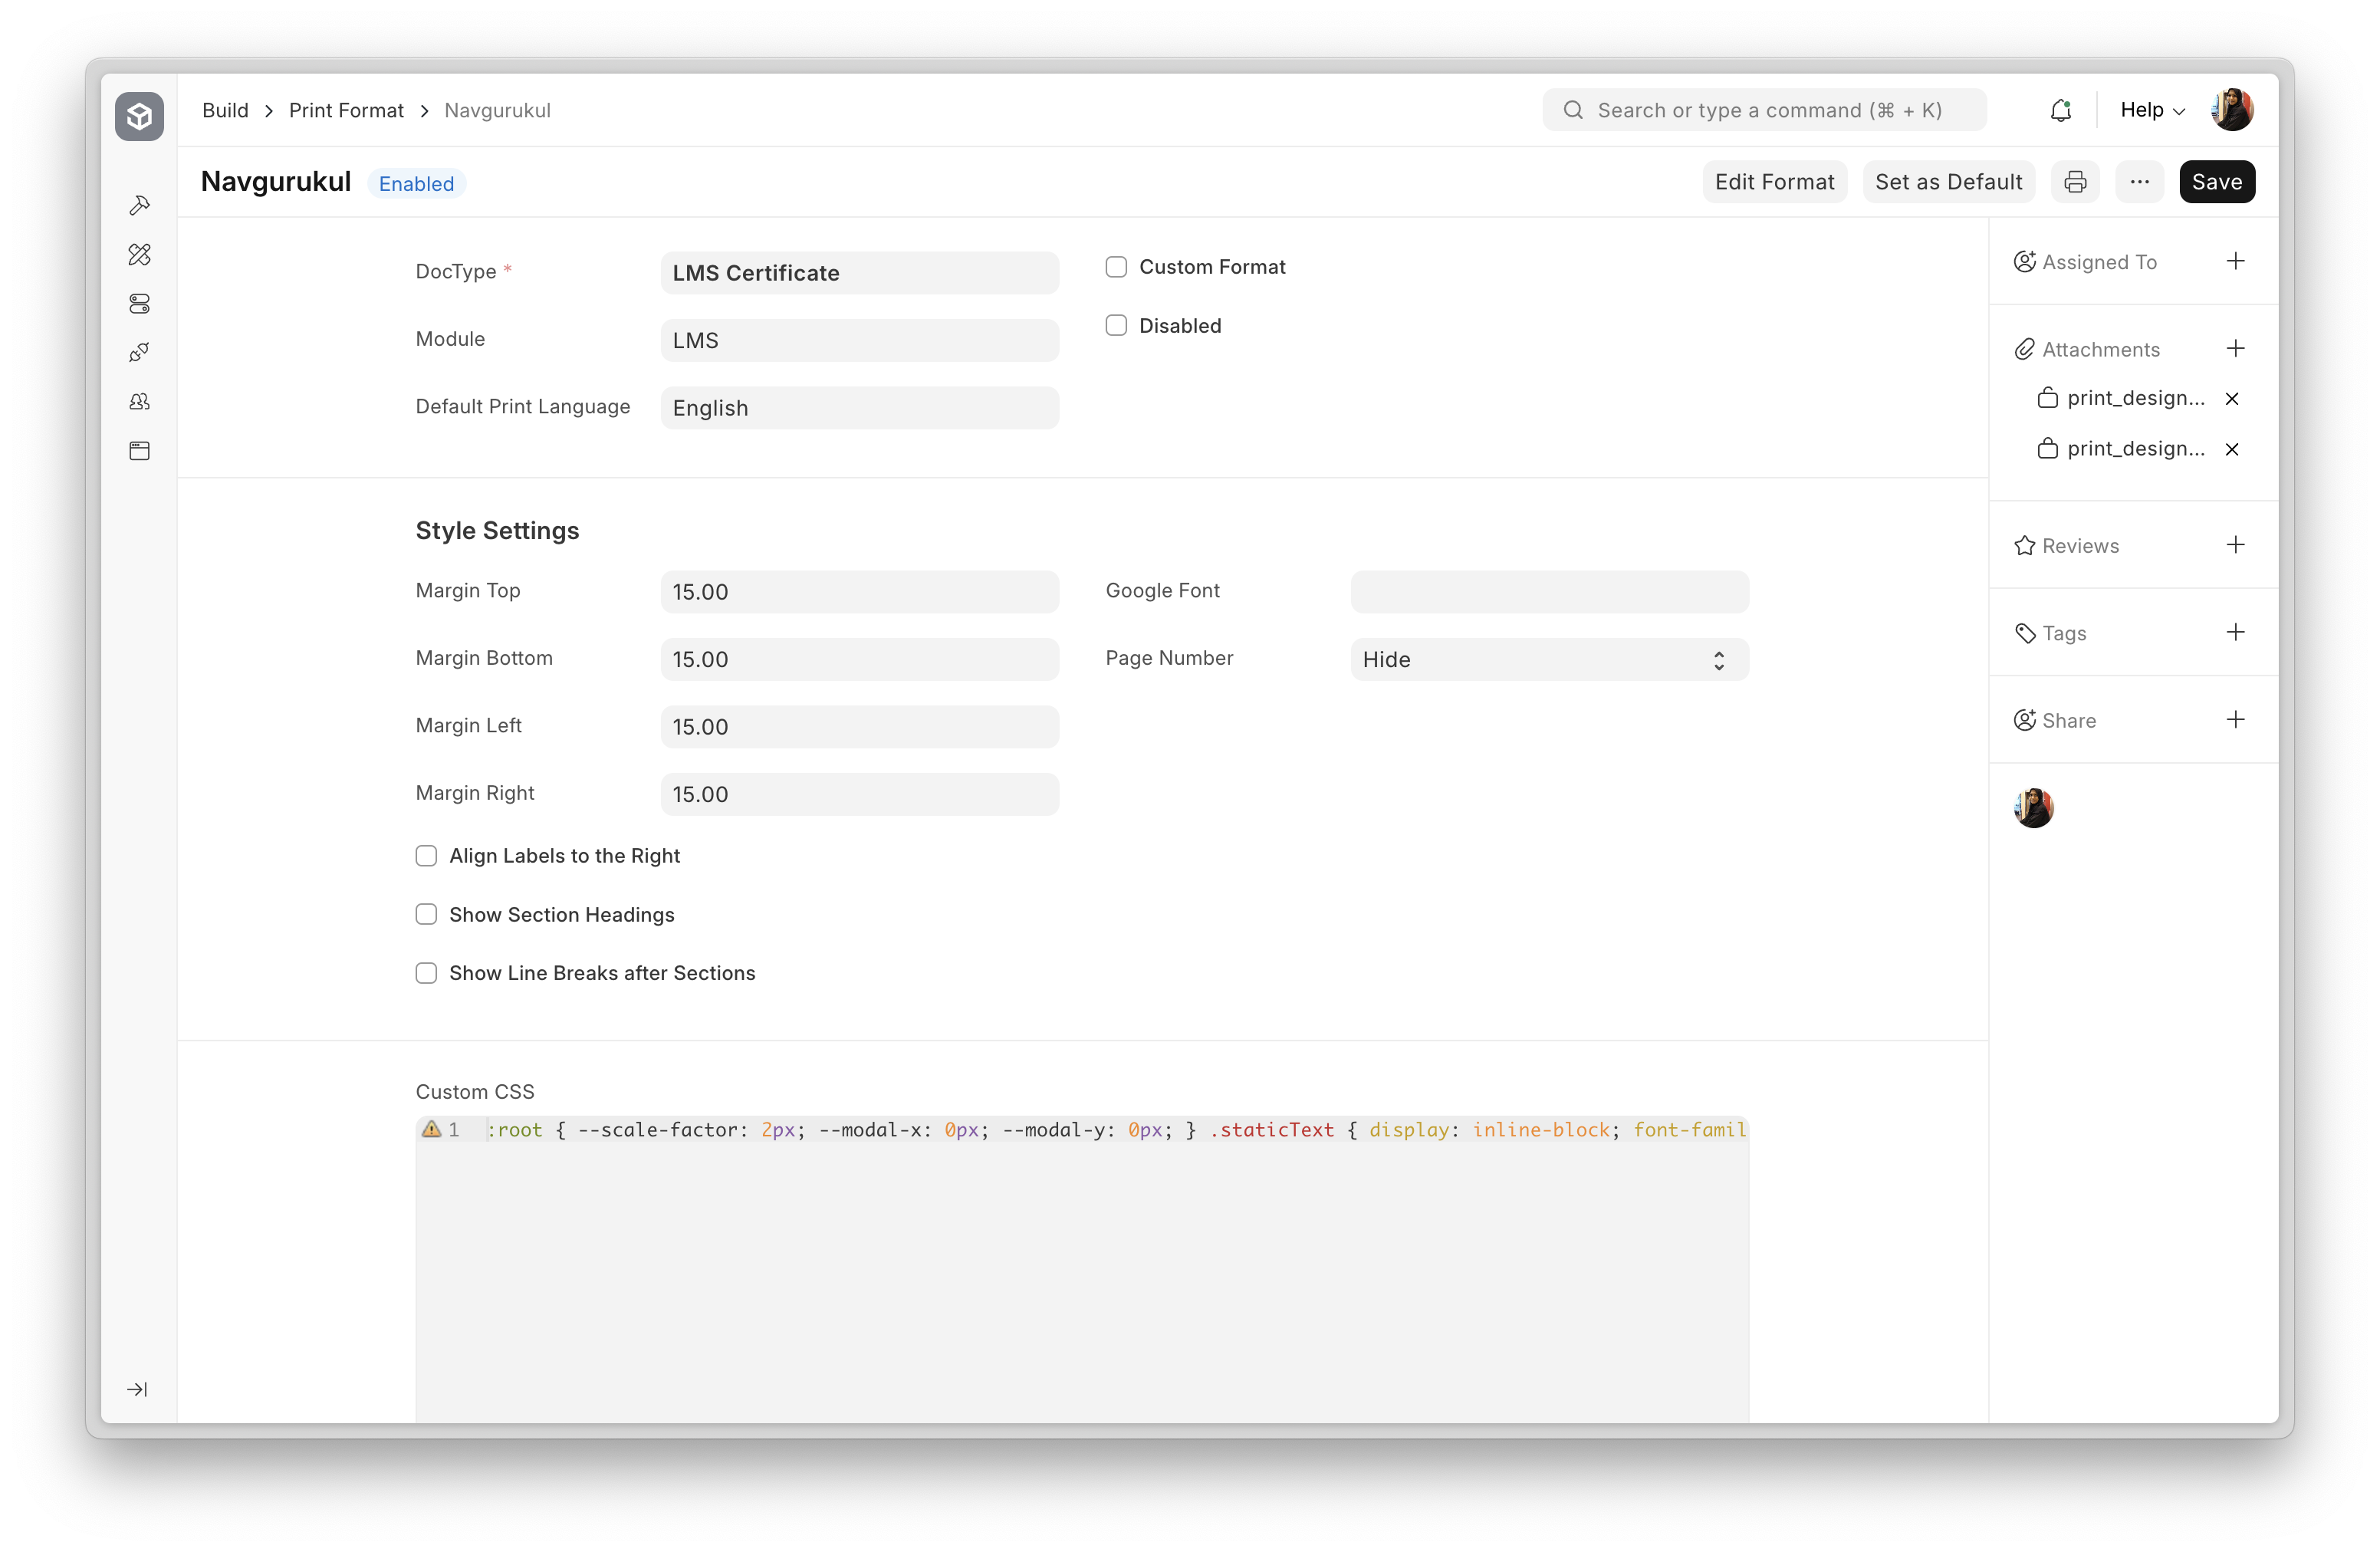 Build > Print Format > Navgurukul
Search or type a command (⌘ + K)
Help
Navgurukul Enabled
Edit Format
Set as Default
...
Save
DocType *
LMS Certificate
Module
LMS
Default Print Language
English
Custom Format
Disabled
Style Settings
Margin Top
15.00
Margin Bottom
15.00
Margin Left
15.00
Margin Right
15.00
Align Labels to the Right
Show Section Headings
Show Line Breaks after Sections
Google Font
Page Number
Hide
Custom CSS
1 :root { --scale-factor: 2px; --modal-x: 0px; --modal-y: 0px; } .staticText { display: inline-block; font-famil
Assigned To
Attachments
print_design...
print_design...
Reviews
Tags
Share